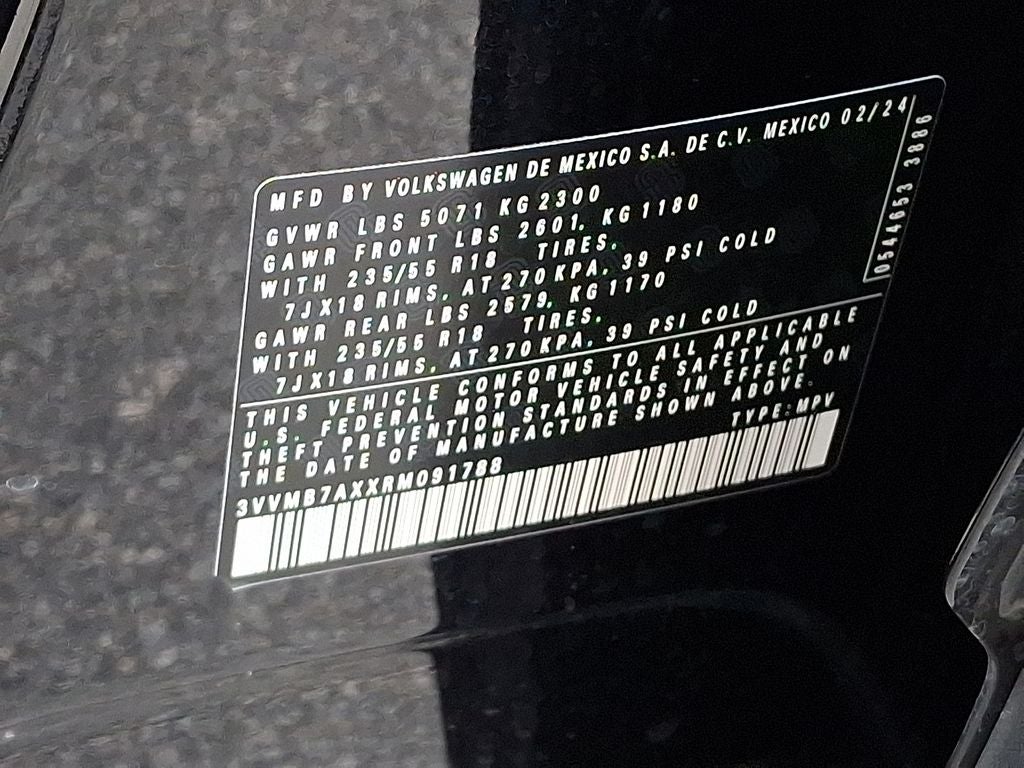 MFD BY VOLKSWAGEN DE MEXICO S.A. DE C.V. MEXICO 02/24
GVWR LBS 5071 KG 2300
GAWR FRONT LBS 2601, KG 1180
WITH 235/55 R18 TIRES,
7JX18 RIMS, AT 270 KPA, 39 PSI COLD
GAWR REAR LBS 2579, KG 1170
WITH 235/55 R18 TIRES,
7JX18 RIMS, AT 270 KPA, 39 PSI COLD
THIS VEHICLE CONFORMS TO ALL APPLICABLE
U.S. FEDERAL MOTOR VEHICLE SAFETY AND
THEFT PREVENTION STANDARDS IN EFFECT ON
THE DATE OF MANUFACTURE SHOWN ABOVE.
3VVMB7AXXRM091788 TYPE: MPV
0544653 3886